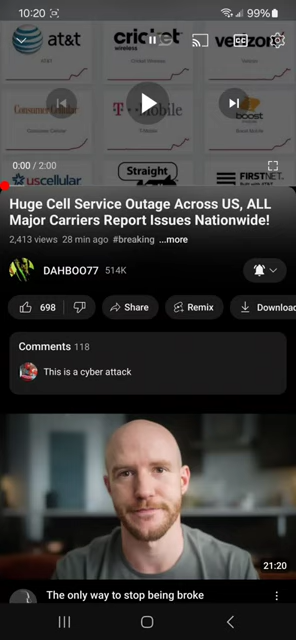 10:20
99%
at&t
cricket
wireless
verizon
CC
AT&T
Consumer Cellular
T Mobile
boost
Straight
uscellular
FIRSTNET
0:00 / 2:00
Huge Cell Service Outage Across US, ALL
Major Carriers Report Issues Nationwide!
2,413 views 28 min ago #breaking ...more
DAHBOO77 514K
698
Share
Remix
Download
Comments 118
This is a cyber attack
21:20
The only way to stop being broke